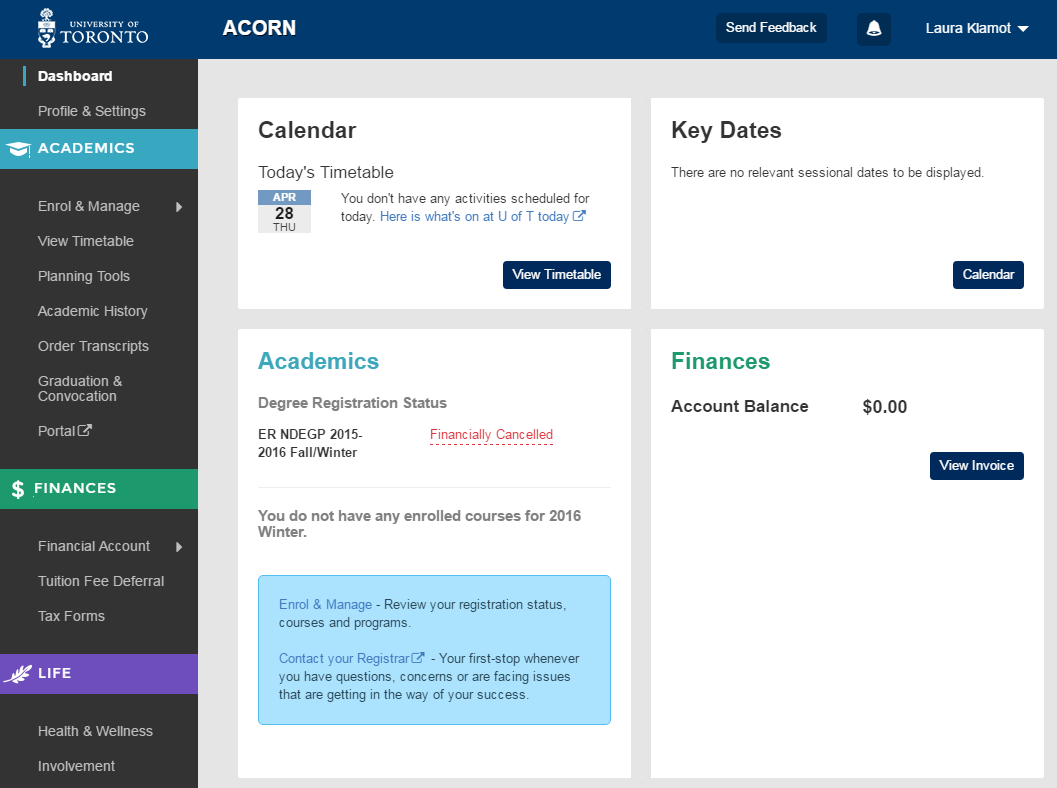 UNIVERSITY OF
TORONTO
ACORN
Send Feedback
Laura Klamot
Dashboard
Profile & Settings
ACADEMICS
Enrol & Manage
View Timetable
Planning Tools
Academic History
Order Transcripts
Graduation &
Convocation
Portal
$ FINANCES
Financial Account
Tuition Fee Deferral
Tax Forms
LIFE
Health & Wellness
Involvement
Calendar
Today's Timetable
APR
28
THU
You don't have any activities scheduled for
today. Here is what's on at U of T today
View Timetable
Key Dates
There are no relevant sessional dates to be displayed.
Calendar
Academics
Degree Registration Status
ER NDEGP 2015-
2016 Fall/Winter
Financially Cancelled
You do not have any enrolled courses for 2016
Winter.
Enrol & Manage - Review your registration status,
courses and programs.
Contact your Registrar - Your first-stop whenever
you have questions, concerns or are facing issues
that are getting in the way of your success.
Finances
Account Balance $0.00
View Invoice